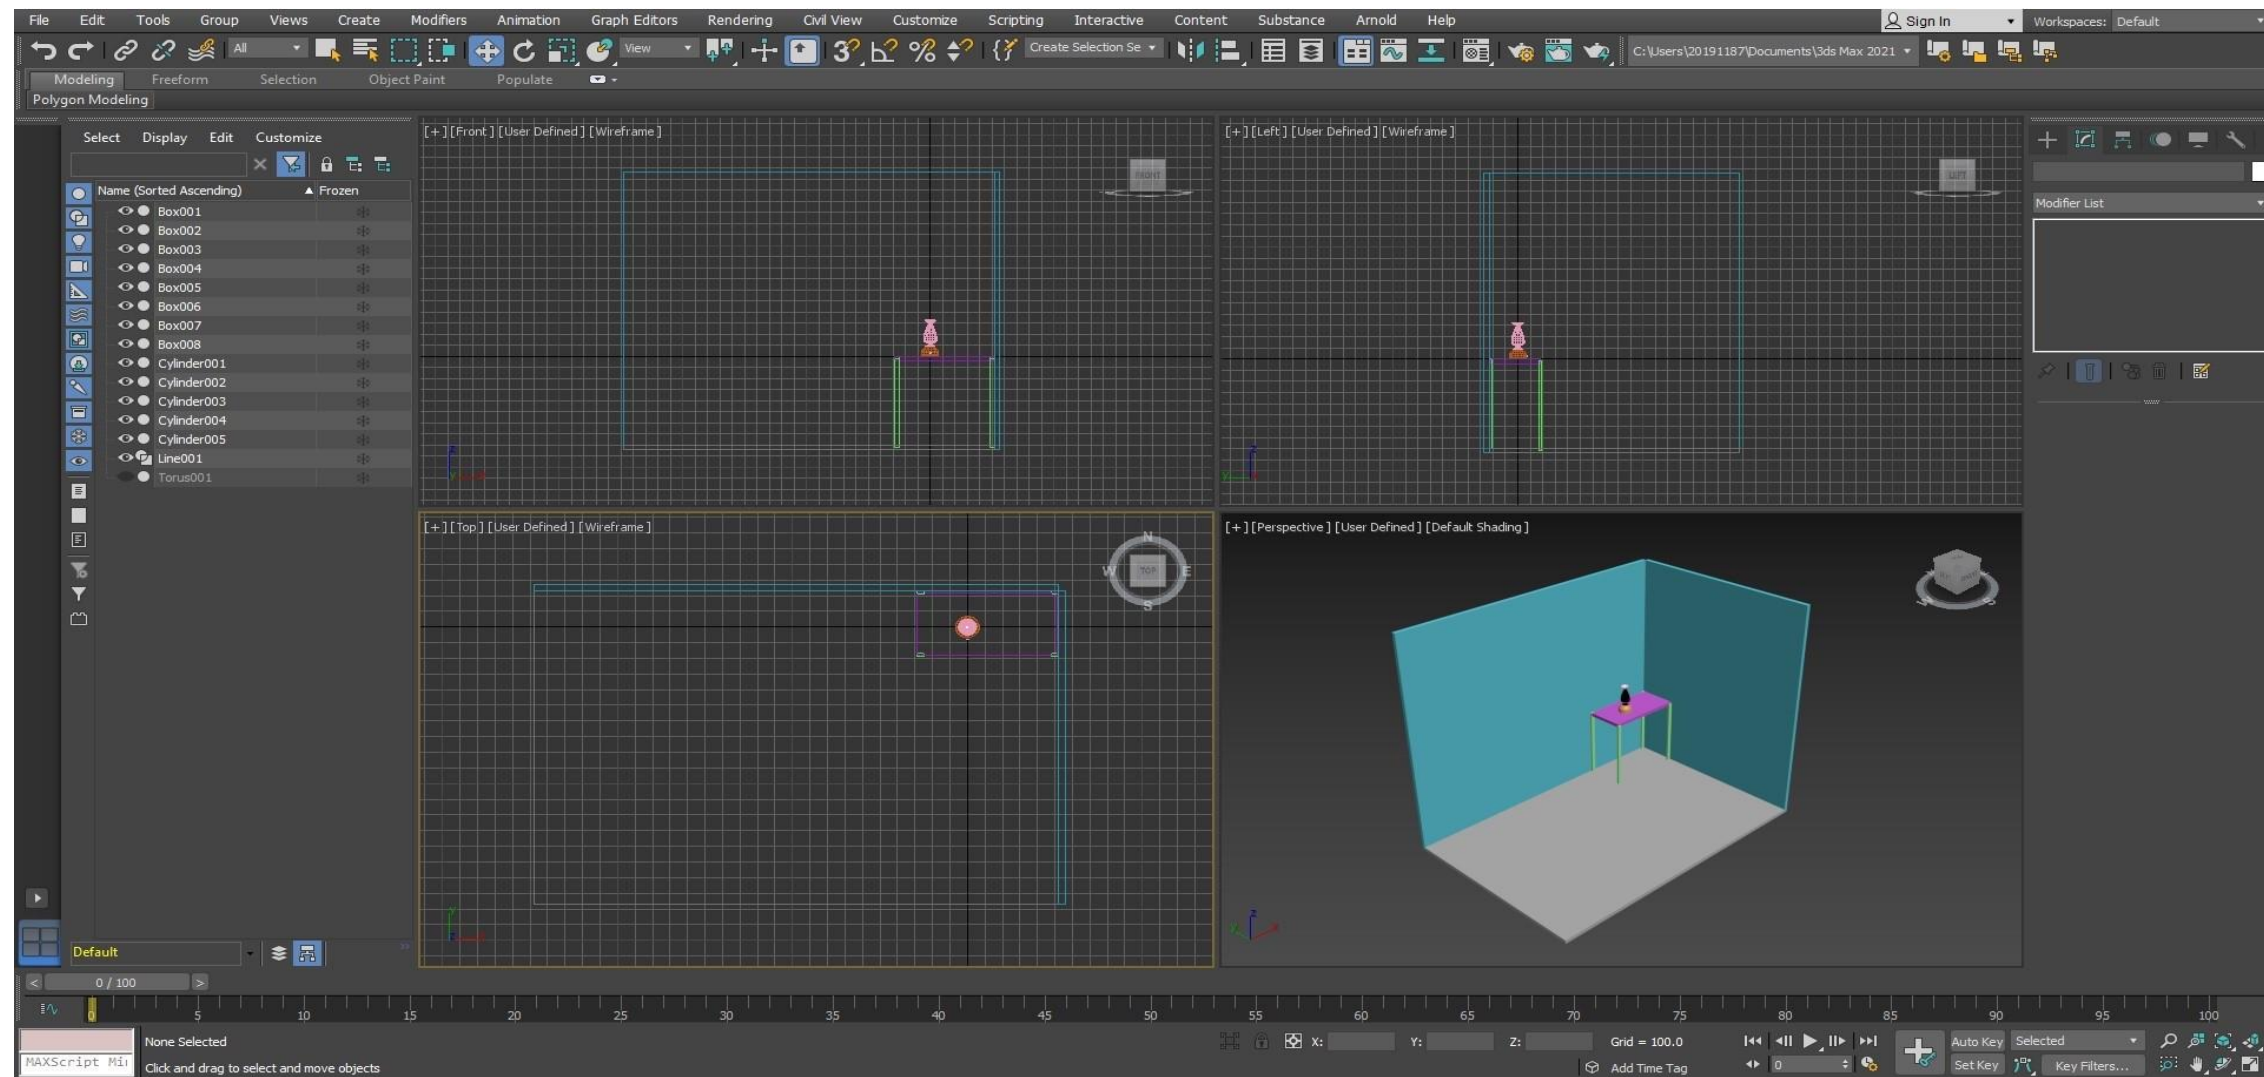 File Edit Tools Group Views Create Modifiers Animation Graph Editors Rendering Civil View Customize Scripting Interactive Content Substance Arnold Help Sign In Workspaces: Default
All View Create Selection Se C:\Users\20191187\Documents\3ds Max 2021
Modeling Freeform Selection Object Paint Populate
Polygon Modeling
Select Display Edit Customize
Name (Sorted Ascending) Frozen
Box001
Box002
Box003
Box004
Box005
Box006
Box007
Box008
Cylinder001
Cylinder002
Cylinder003
Cylinder004
Cylinder005
Line001
Torus001
Default
[+] [Front] [User Defined] [Wireframe]
FRONT
z
y
[+] [Left] [User Defined] [Wireframe]
LEFT
z
y
[+] [Top] [User Defined] [Wireframe]
N
W TOP E
S
y
z
[+] [Perspective] [User Defined] [Default Shading]
z
Modifier List
< 0 / 100 >
0 5 10 15 20 25 30 35 40 45 50 55 60 65 70 75 80 85 90 95 100
None Selected X: Y: Z: Grid = 100.0 Auto Key Selected
MAXScript Mi Click and drag to select and move objects Add Time Tag 0 Set Key Key Filters...